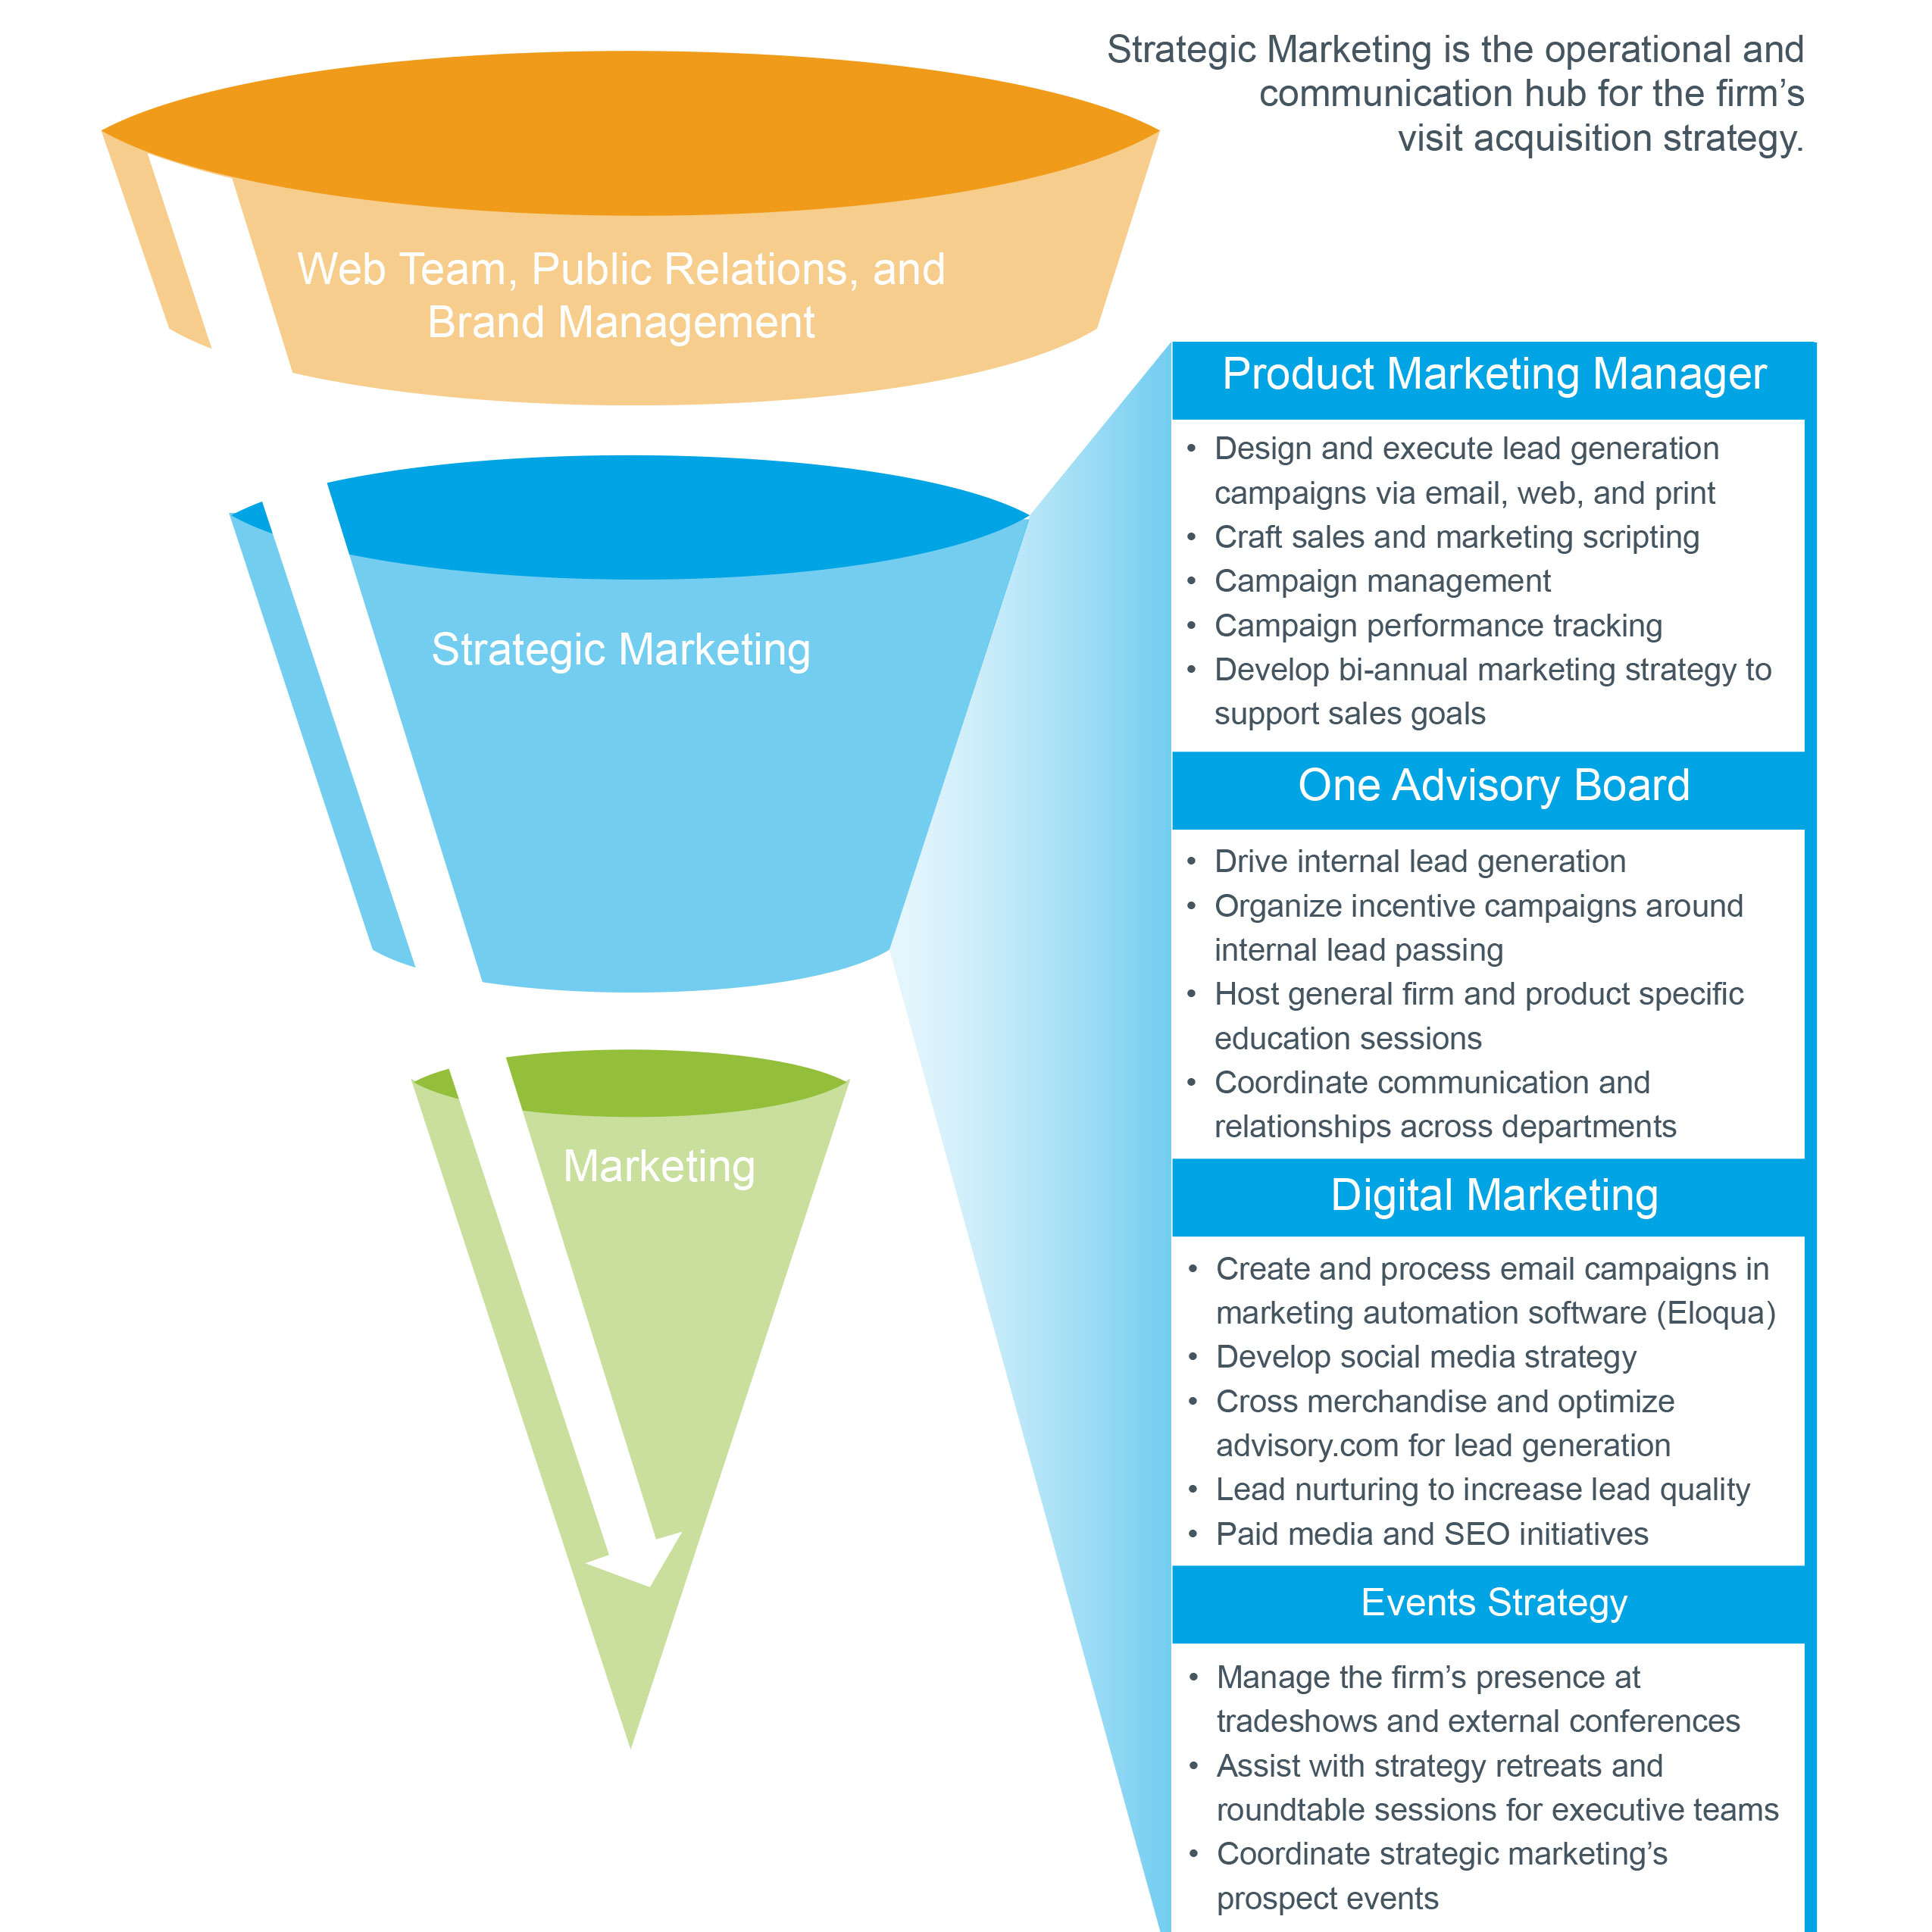 Strategic Marketing is the operational and
communication hub for the firm’s
visit acquisition strategy.
Web Team, Public Relations, and
Brand Management
Strategic Marketing
Marketing
Product Marketing Manager
• Design and execute lead generation
campaigns via email, web, and print
• Craft sales and marketing scripting
• Campaign management
• Campaign performance tracking
• Develop bi-annual marketing strategy to
support sales goals
One Advisory Board
• Drive internal lead generation
• Organize incentive campaigns around
internal lead passing
• Host general firm and product specific
education sessions
• Coordinate communication and
relationships across departments
Digital Marketing
• Create and process email campaigns in
marketing automation software (Eloqua)
• Develop social media strategy
• Cross merchandise and optimize
advisory.com for lead generation
• Lead nurturing to increase lead quality
• Paid media and SEO initiatives
Events Strategy
• Manage the firm’s presence at
tradeshows and external conferences
• Assist with strategy retreats and
roundtable sessions for executive teams
• Coordinate strategic marketing’s
prospect events